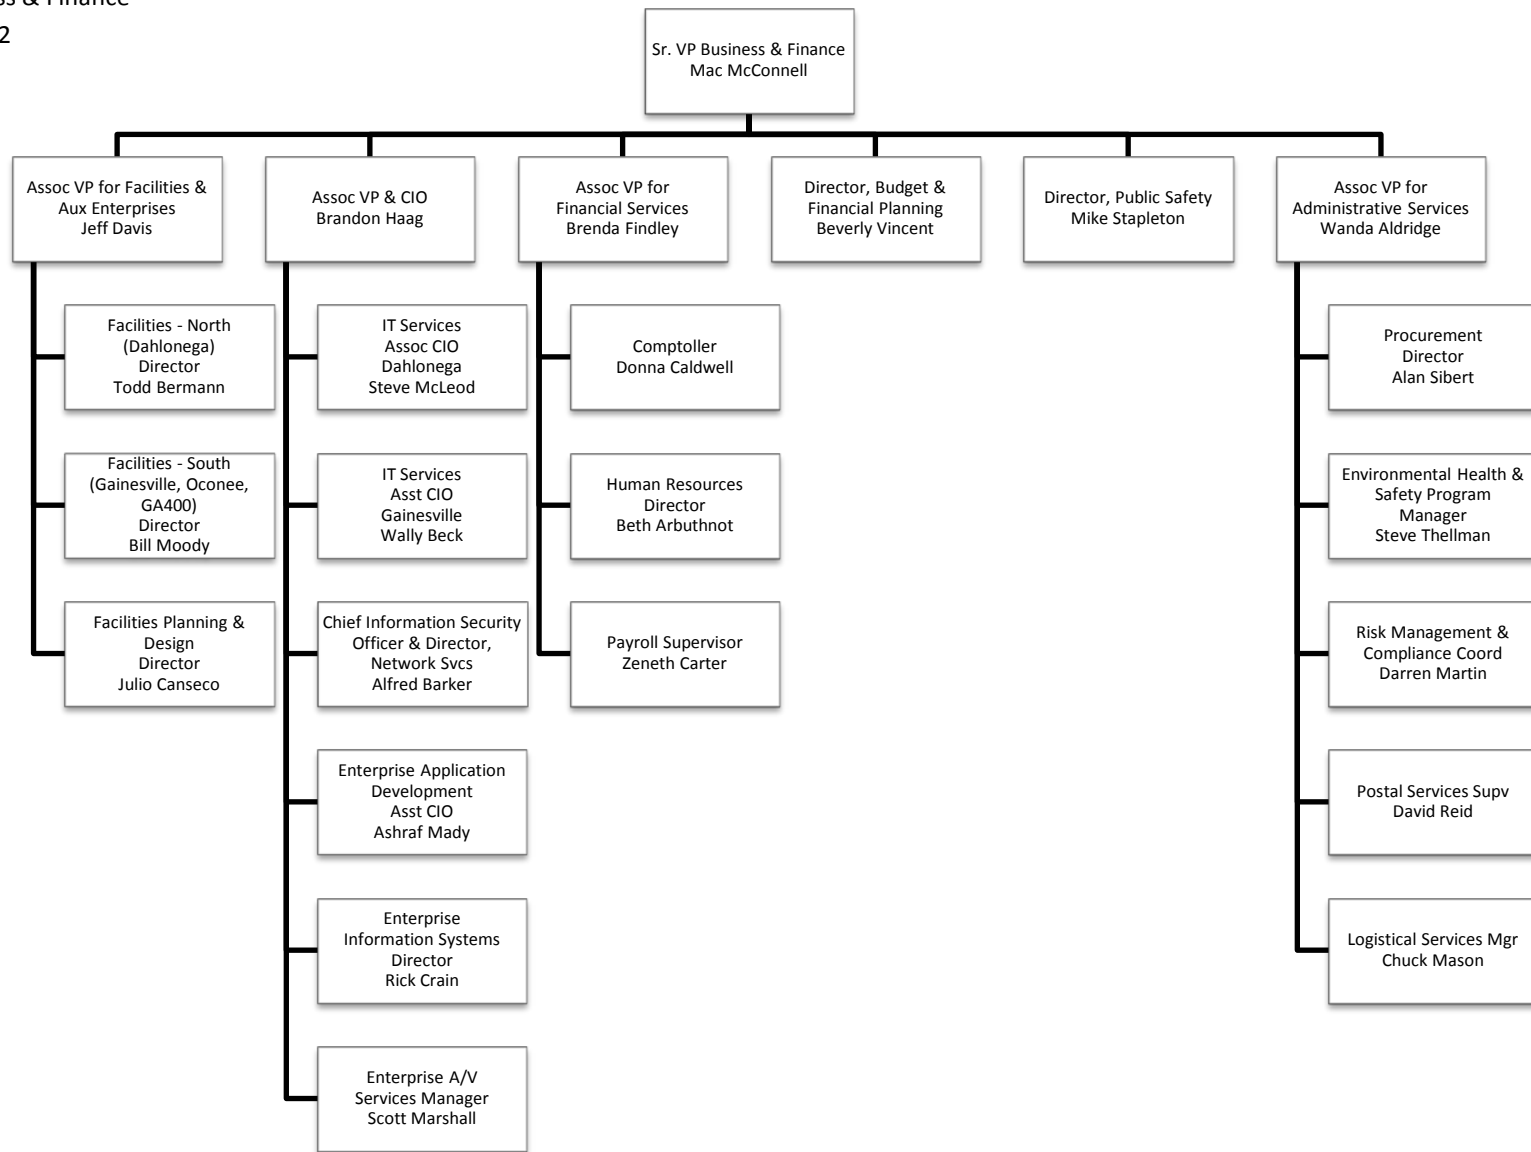 ss & Finance
2
Sr. VP Business & Finance
Mac McConnell
Assoc VP for Facilities &
Aux Enterprises
Jeff Davis
Assoc VP & CIO
Brandon Haag
Assoc VP for
Financial Services
Brenda Findley
Director, Budget &
Financial Planning
Beverly Vincent
Director, Public Safety
Mike Stapleton
Assoc VP for
Administrative Services
Wanda Aldridge
Facilities - North
(Dahlonega)
Director
Todd Bermann
Facilities - South
(Gainesville, Oconee,
GA400)
Director
Bill Moody
Facilities Planning &
Design
Director
Julio Canseco
IT Services
Assoc CIO
Dahlonega
Steve McLeod
IT Services
Asst CIO
Gainesville
Wally Beck
Chief Information Security
Officer & Director,
Network Svcs
Alfred Barker
Enterprise Application
Development
Asst CIO
Ashraf Mady
Enterprise
Information Systems
Director
Rick Crain
Enterprise A/V
Services Manager
Scott Marshall
Comptoller
Donna Caldwell
Human Resources
Director
Beth Arbuthnot
Payroll Supervisor
Zeneth Carter
Procurement
Director
Alan Sibert
Environmental Health &
Safety Program
Manager
Steve Thellman
Risk Management &
Compliance Coord
Darren Martin
Postal Services Supv
David Reid
Logistical Services Mgr
Chuck Mason